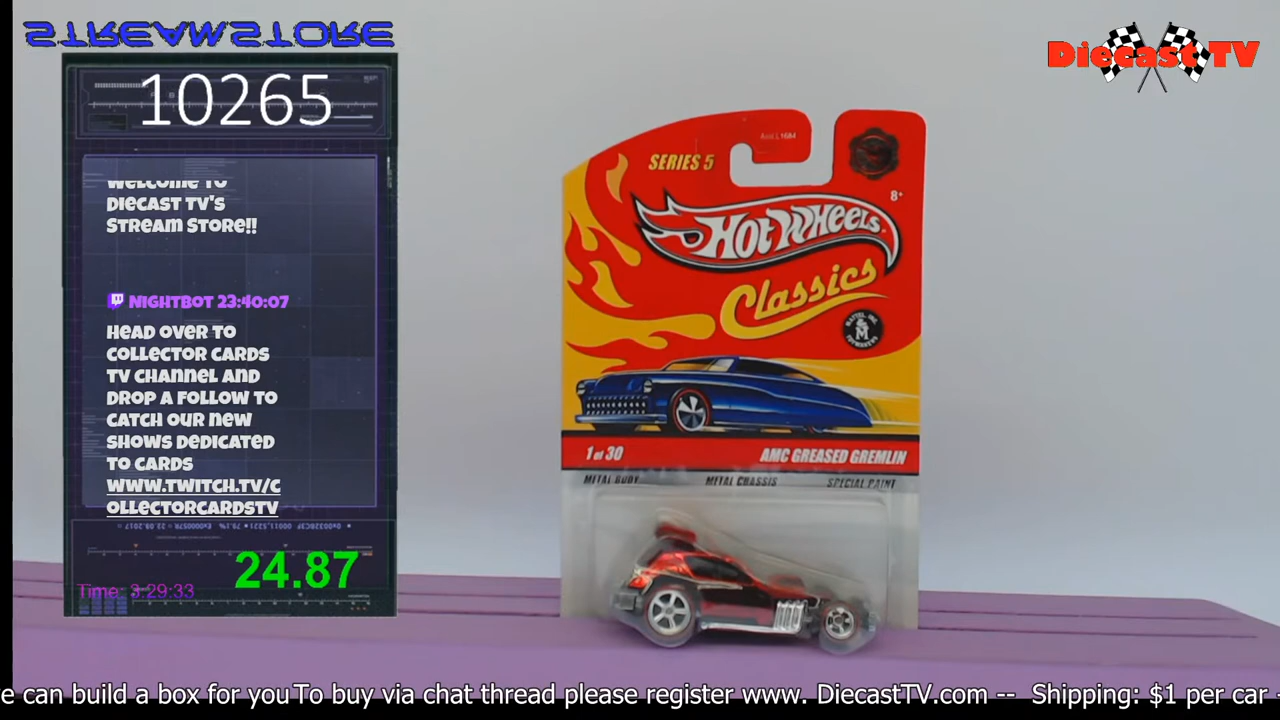 STREAMSTORE
Diecast TV
10265
WELCOME TO
DIECAST TV'S
STREAM STORE!!
NIGHTBOT 23:40:07
HEAD OVER TO
COLLECTOR CARDS
TV CHANNEL AND
DROP A FOLLOW TO
CATCH OUR NEW
SHOWS DEDICATED
TO CARDS
WWW.TWITCH.TV/C
OLLECTORCARDSTV
24.87
Time: 3:29:33
SERIES 5
8+
HOT WHEELS
Classics
MATTEL, INC.
1 of 30
AMC GREASED GREMLIN
METAL BODY METAL CHASSIS SPECIAL PAINT
e can build a box for youTo buy via chat thread please register www. DiecastTV.com -- Shipping: $1 per car -